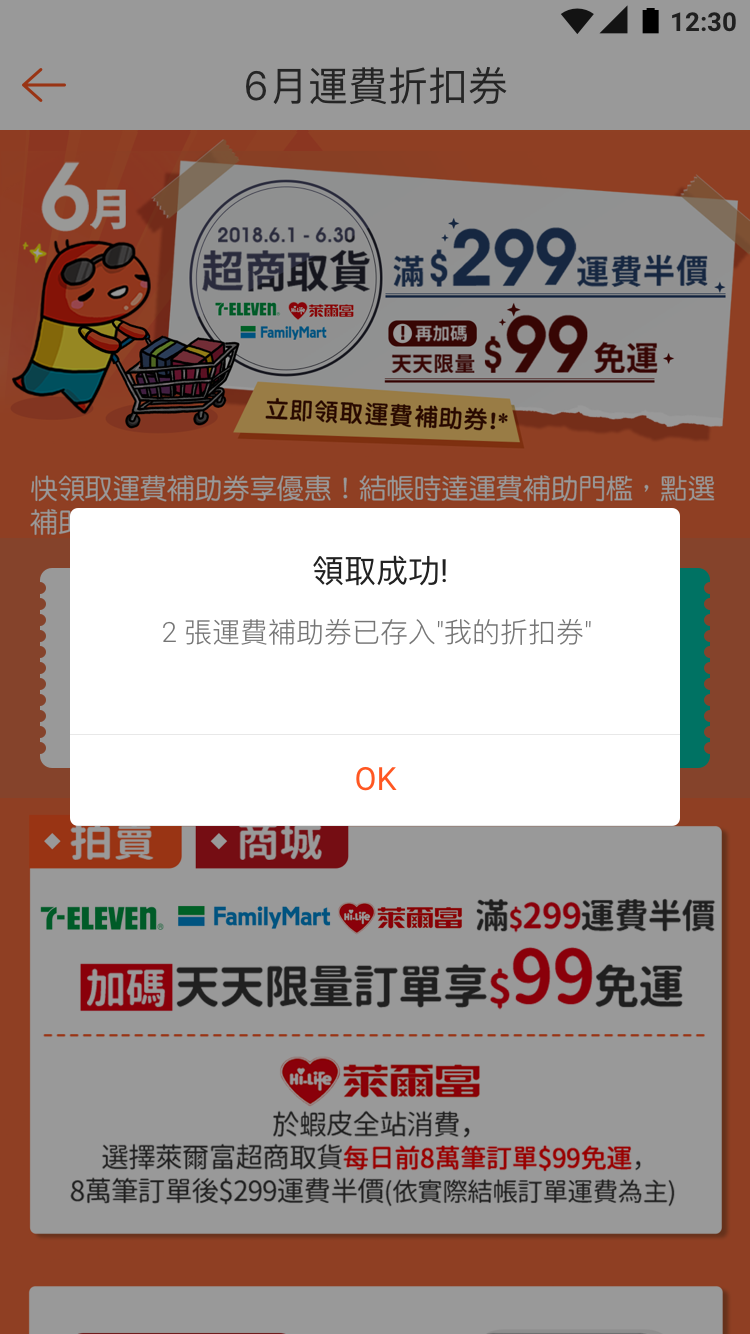 12:30
6月運費折扣券
6月
2018.6.1 - 6.30
超商取貨
7-ELEVEN
Hi-Life 萊爾富
FamilyMart
滿$299運費半價
!再加碼
天天限量 $99免運
立即領取運費補助券!*
快領取運費補助券享優惠！結帳時達運費補助門檻，點選
補助
領取成功!
2 張運費補助券已存入"我的折扣券"
OK
拍賣 商城
7-ELEVEN FamilyMart Hi-Life 萊爾富 滿$299運費半價
加碼 天天限量訂單享$99免運
Hi-Life 萊爾富
於蝦皮全站消費，
選擇萊爾富超商取貨每日前8萬筆訂單$99免運，
8萬筆訂單後$299運費半價(依實際結帳訂單運費為主)